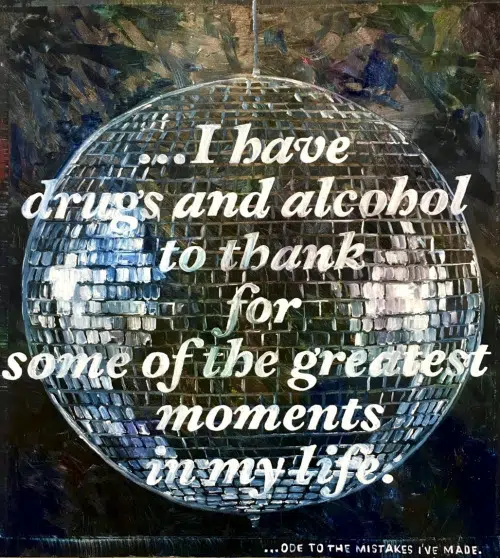 ...I have
drugs and alcohol
to thank
for
some of the greatest
moments
in my life.
...ODE TO THE MISTAKES I'VE MADE.